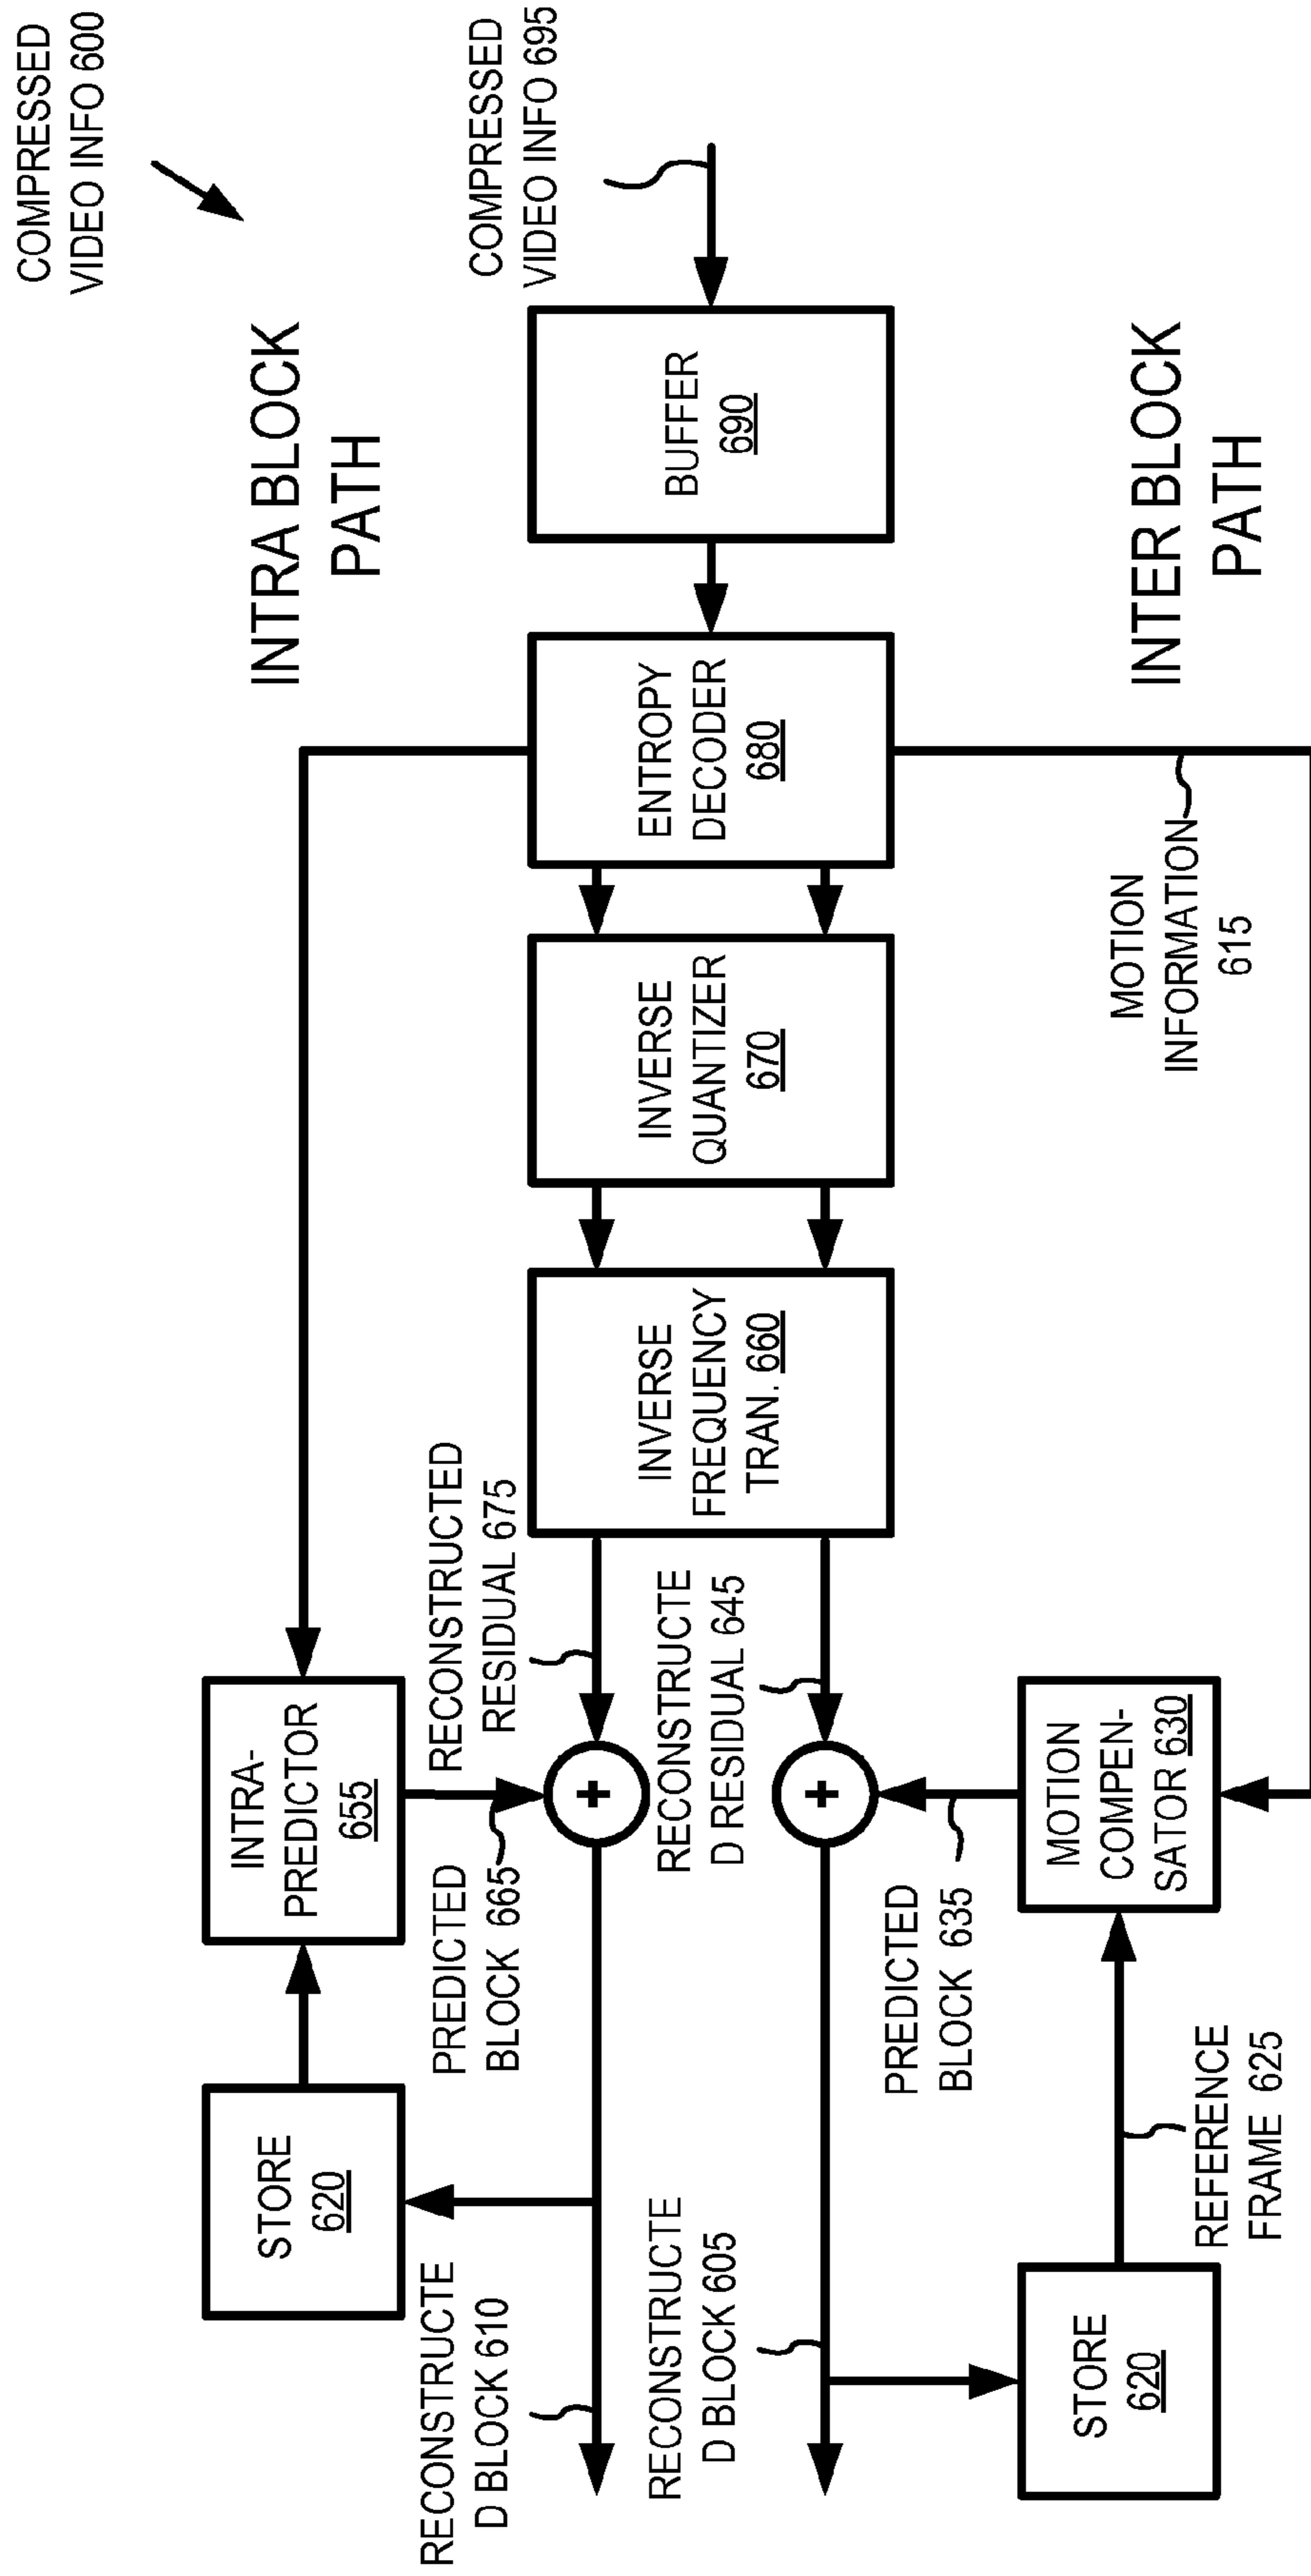 COMPRESSED
VIDEO INFO 600
INTRA BLOCK
PATH
COMPRESSED
VIDEO INFO 695
BUFFER
690
ENTROPY
DECODER
680
INVERSE
QUANTIZER
670
INVERSE
FREQUENCY
TRAN. 660
INTER BLOCK
PATH
MOTION
INFORMATION
615
INTRA-
PREDICTOR
655
RECONSTRUCTED
RESIDUAL 675
PREDICTED
BLOCK 665
+
RECONSTRUCTE
D RESIDUAL 645
+
PREDICTED
BLOCK 635
MOTION
COMPEN-
SATOR 630
STORE
620
RECONSTRUCTE
D BLOCK 610
RECONSTRUCTE
D BLOCK 605
REFERENCE
FRAME 625
STORE
620